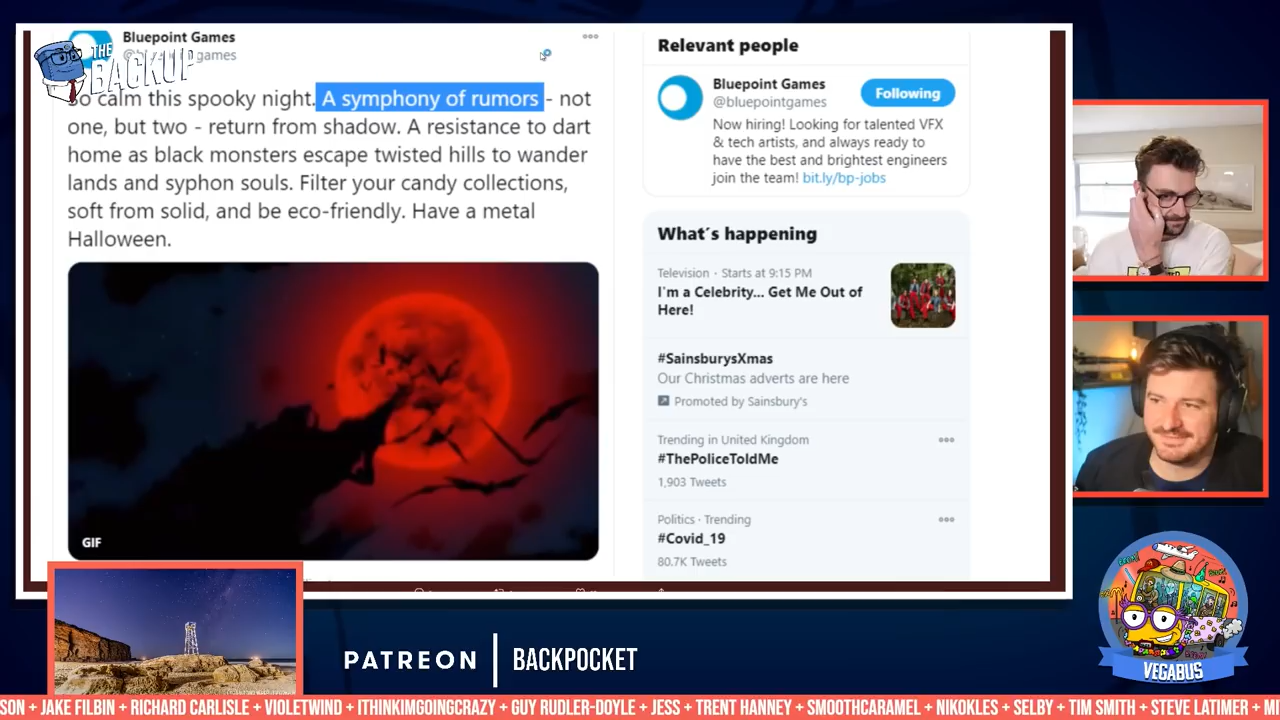 THE
BACKUP
Bluepoint Games
so calm this spooky night. A symphony of rumors - not
one, but two - return from shadow. A resistance to dart
home as black monsters escape twisted hills to wander
lands and syphon souls. Filter your candy collections,
soft from solid, and be eco-friendly. Have a metal
Halloween.
GIF
Relevant people
Bluepoint Games
@bluepointgames
Following
Now hiring! Looking for talented VFX
& tech artists, and always ready to
have the best and brightest engineers
join the team! bit.ly/bp-jobs
What's happening
Television · Starts at 9:15 PM
I'm a Celebrity... Get Me Out of
Here!
#SainsburysXmas
Our Christmas adverts are here
Promoted by Sainsbury's
Trending in United Kingdom
#ThePoliceToldMe
1,903 Tweets
Politics · Trending
#Covid_19
80.7K Tweets
PATREON | BACKPOCKET
VEGABUS
SON + JAKE FILBIN + RICHARD CARLISLE + VIOLETWIND + ITHINKIMGOINGCRAZY + GUY RUDLER-DOYLE + JESS + TRENT HANNEY + SMOOTHCARAMEL + NIKOKLES + SELBY + TIM SMITH + STEVE LATIMER +